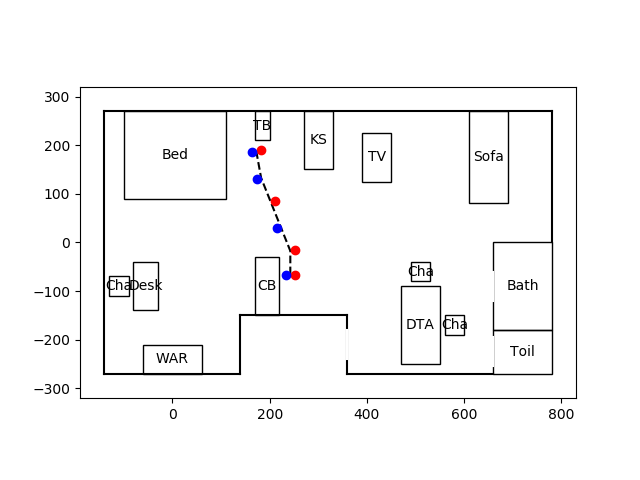 300
200
100
0
−100
−200
−300
TB
KS
Bed
TV
Sofa
Cha
Cha
Desk
CB
Bath
DTA
Cha
Toil
WAR
0
200
400
600
800